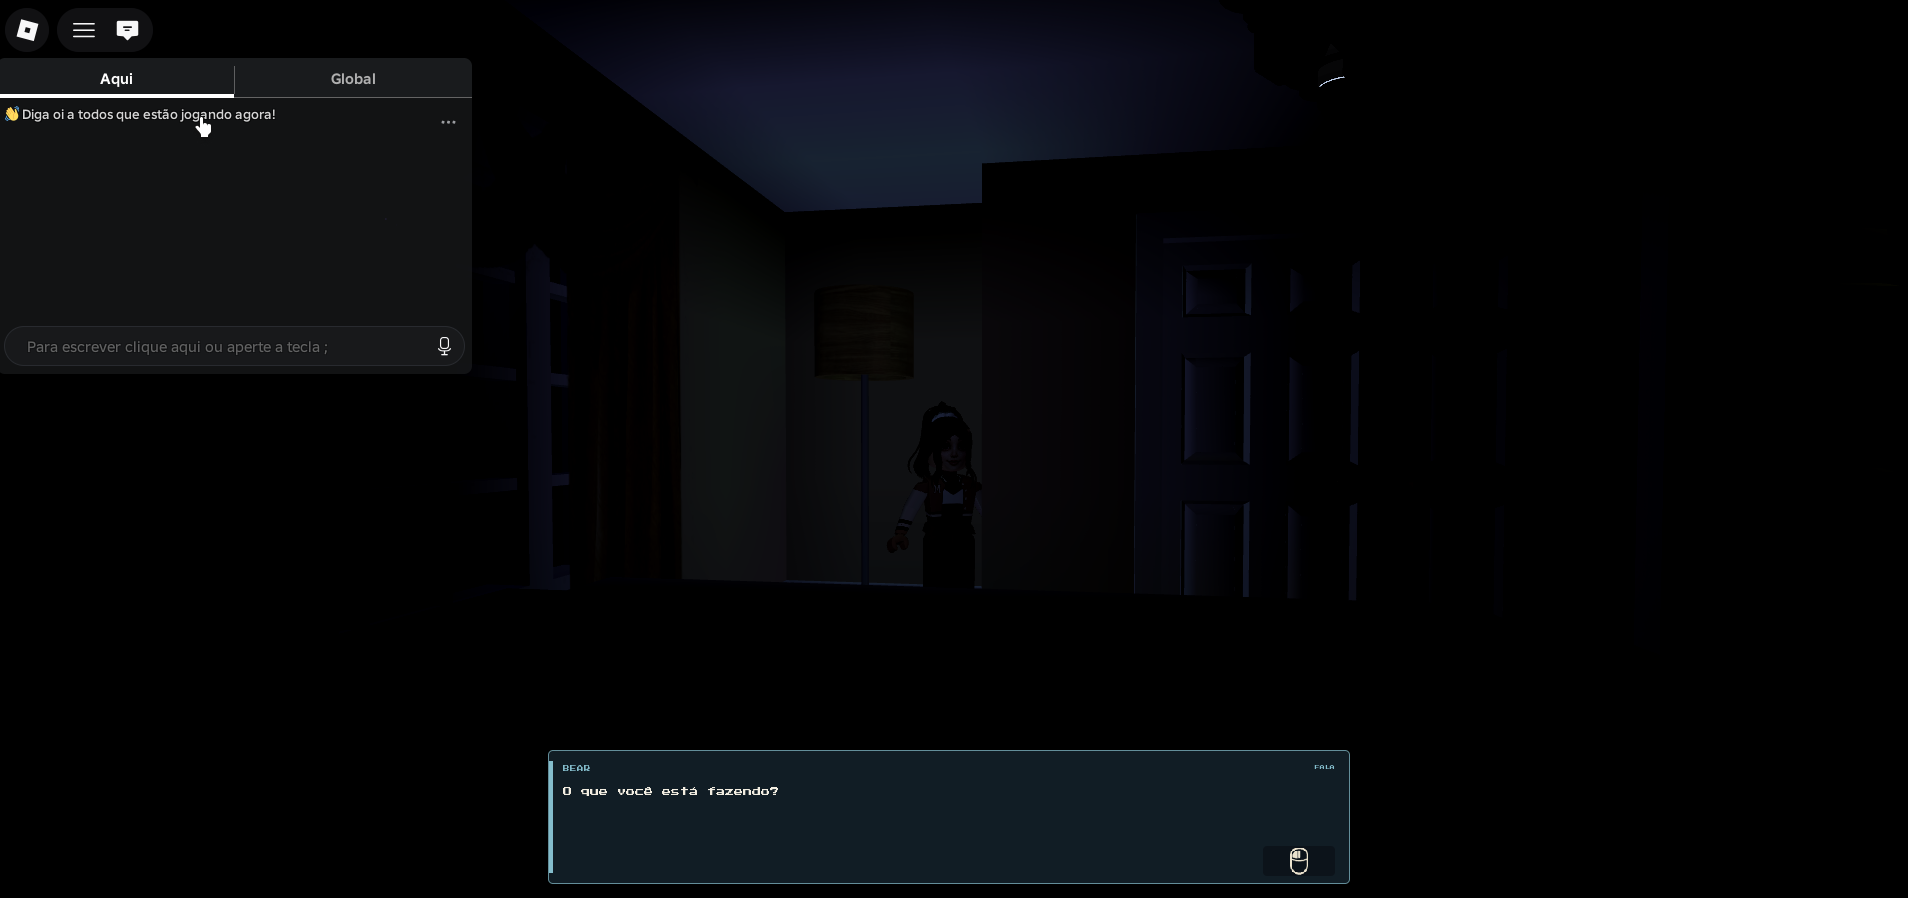 Aqui
Global
👋Diga oi a todos que estão jogando agora!
Para escrever clique aqui ou aperte a tecla ;
BEAR
FALA
O que você está fazendo?